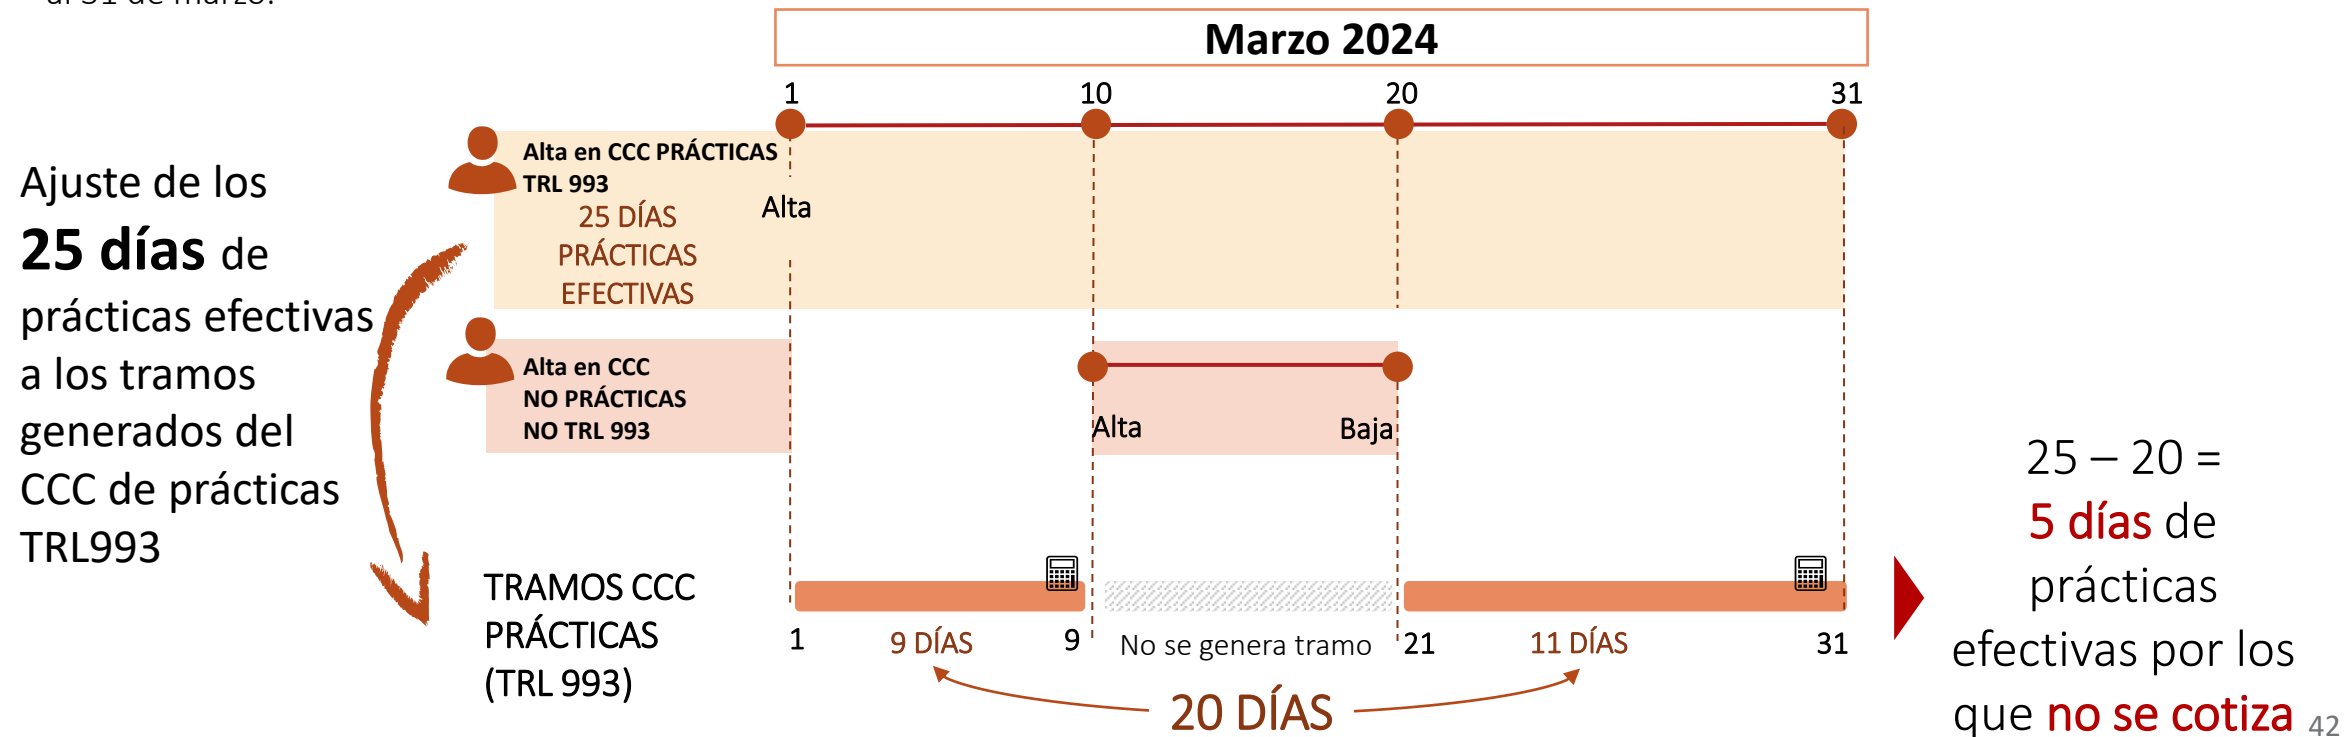 al 31 de marzo.
Marzo 2024
1
10
20
31
Ajuste de los
25 días de
prácticas efectivas
a los tramos
generados del
CCC de prácticas
TRL993
Alta en CCC PRÁCTICAS
TRL 993
25 DÍAS
PRÁCTICAS
EFECTIVAS
Alta
Alta en CCC
NO PRÁCTICAS
NO TRL 993
Alta
Baja
TRAMOS CCC
PRÁCTICAS
(TRL 993)
1
9 DÍAS
9
No se genera tramo
21
11 DÍAS
31
20 DÍAS
25 – 20 =
5 días de
prácticas
efectivas por los
que no se cotiza
42